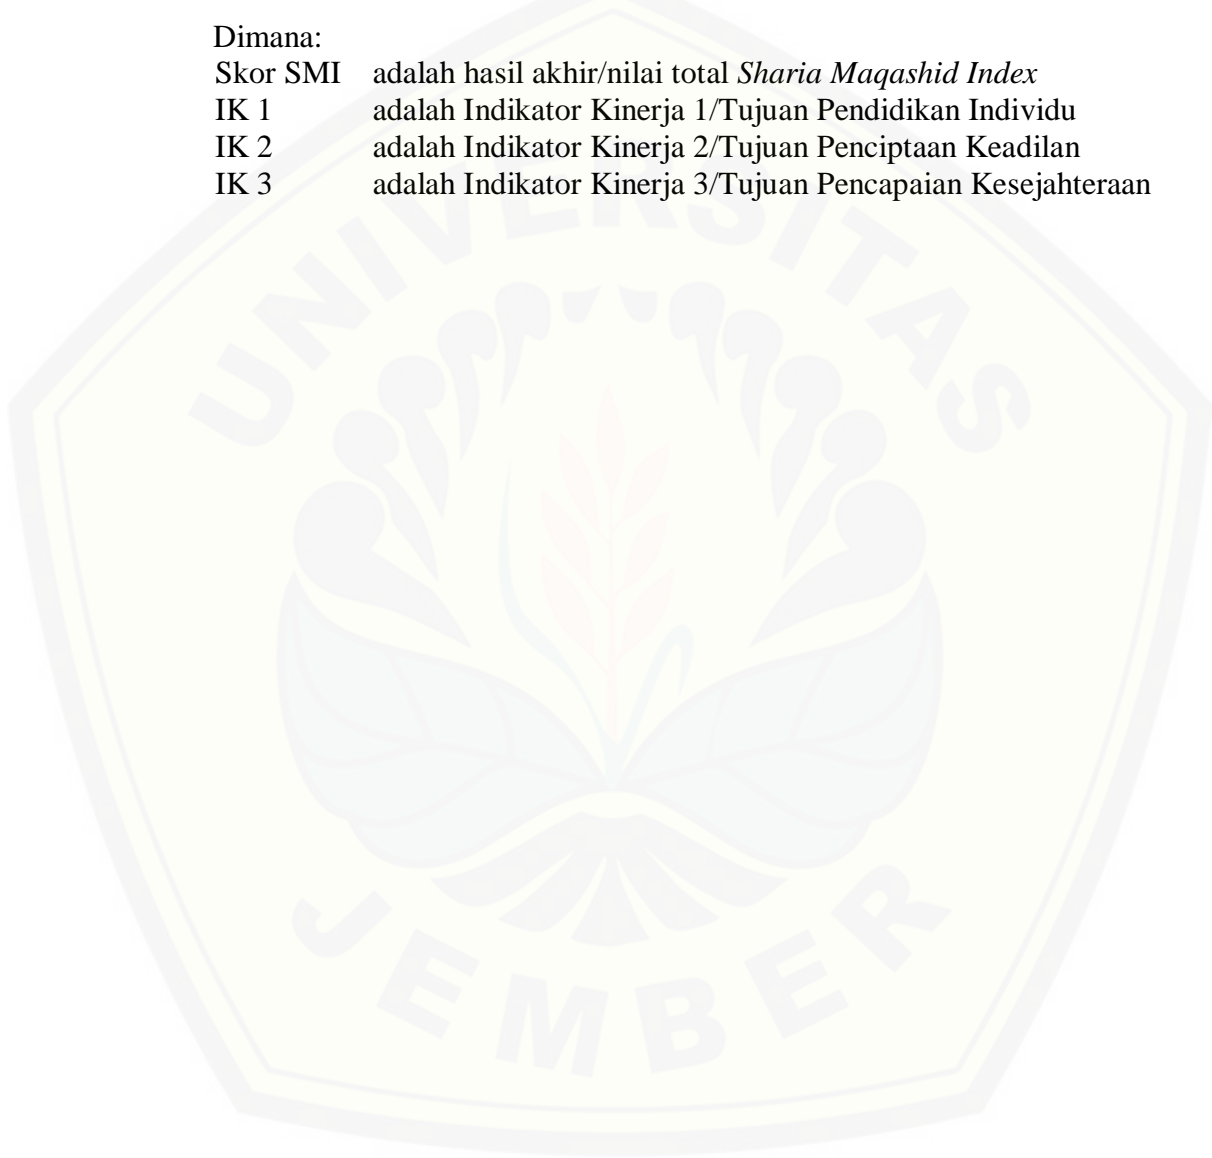 Dimana:
Skor SMI adalah hasil akhir/nilai total Sharia Maqashid Index
IK 1 adalah Indikator Kinerja 1/Tujuan Pendidikan Individu
IK 2 adalah Indikator Kinerja 2/Tujuan Penciptaan Keadilan
IK 3 adalah Indikator Kinerja 3/Tujuan Pencapaian Kesejahteraan
UNIVERSITAS
JEMBER